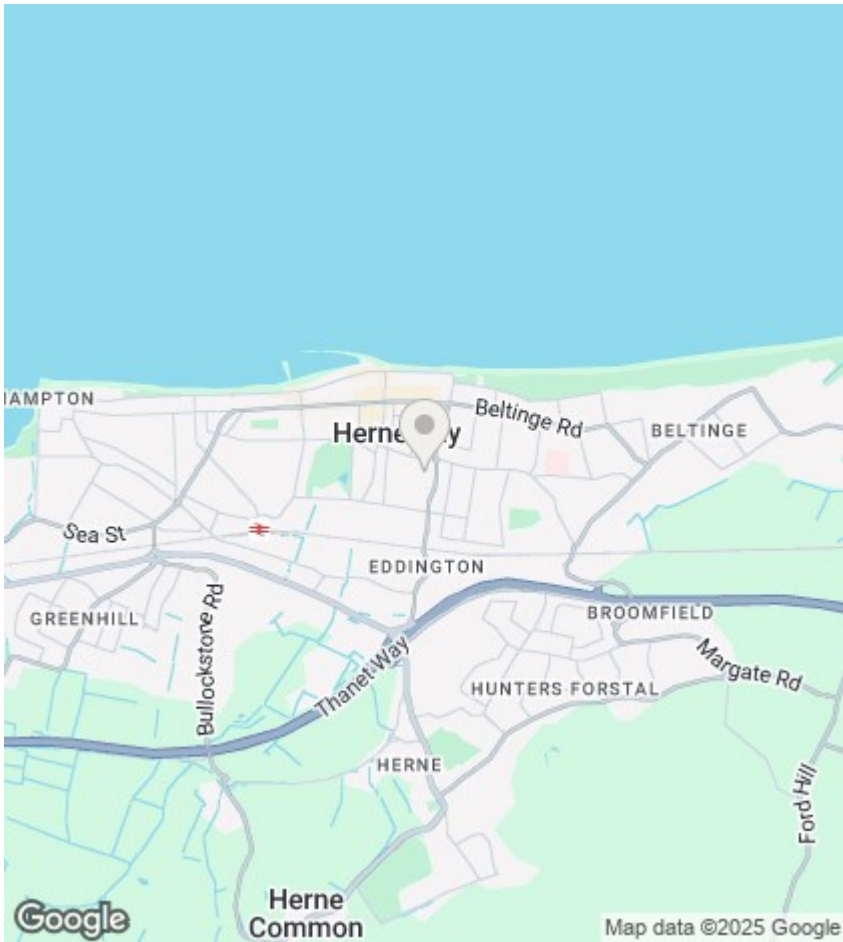 HAMPTON
Beltinge Rd
BELTINGE
Herne
Sea St
EDDINGTON
GREENHILL
BROOMFIELD
Bullockstone Rd
Thanet Way
Margate Rd
HUNTERS FORSTAL
HERNE
Ford Hill
Herne
Common
Google
Map data ©2025 Google